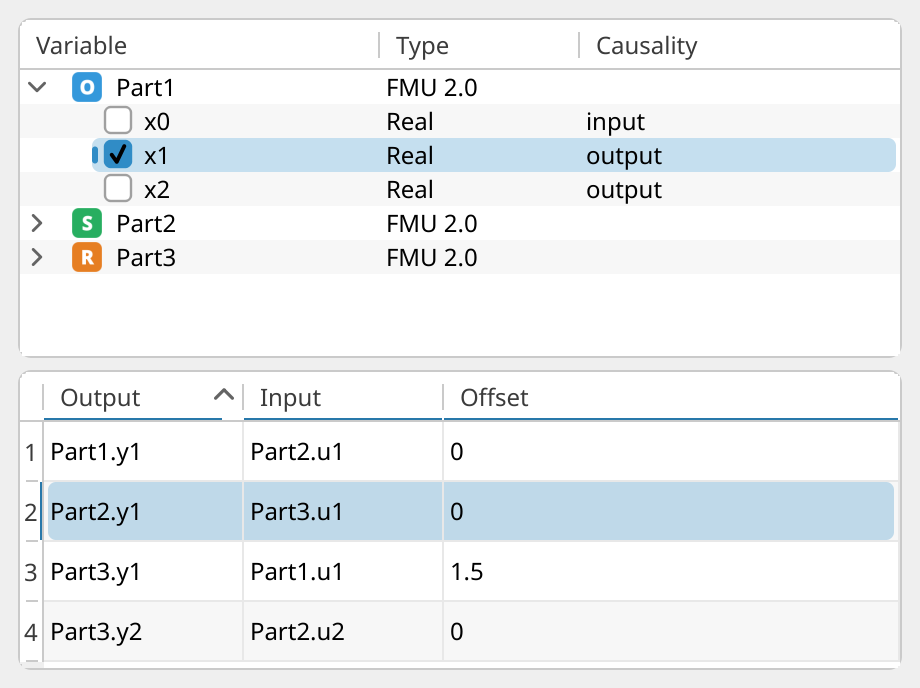 Variable Type Causality
O Part1 FMU 2.0
x0 Real input
x1 Real output
x2 Real output
S Part2 FMU 2.0
R Part3 FMU 2.0
Output Input Offset
1 Part1.y1 Part2.u1 0
2 Part2.y1 Part3.u1 0
3 Part3.y1 Part1.u1 1.5
4 Part3.y2 Part2.u2 0